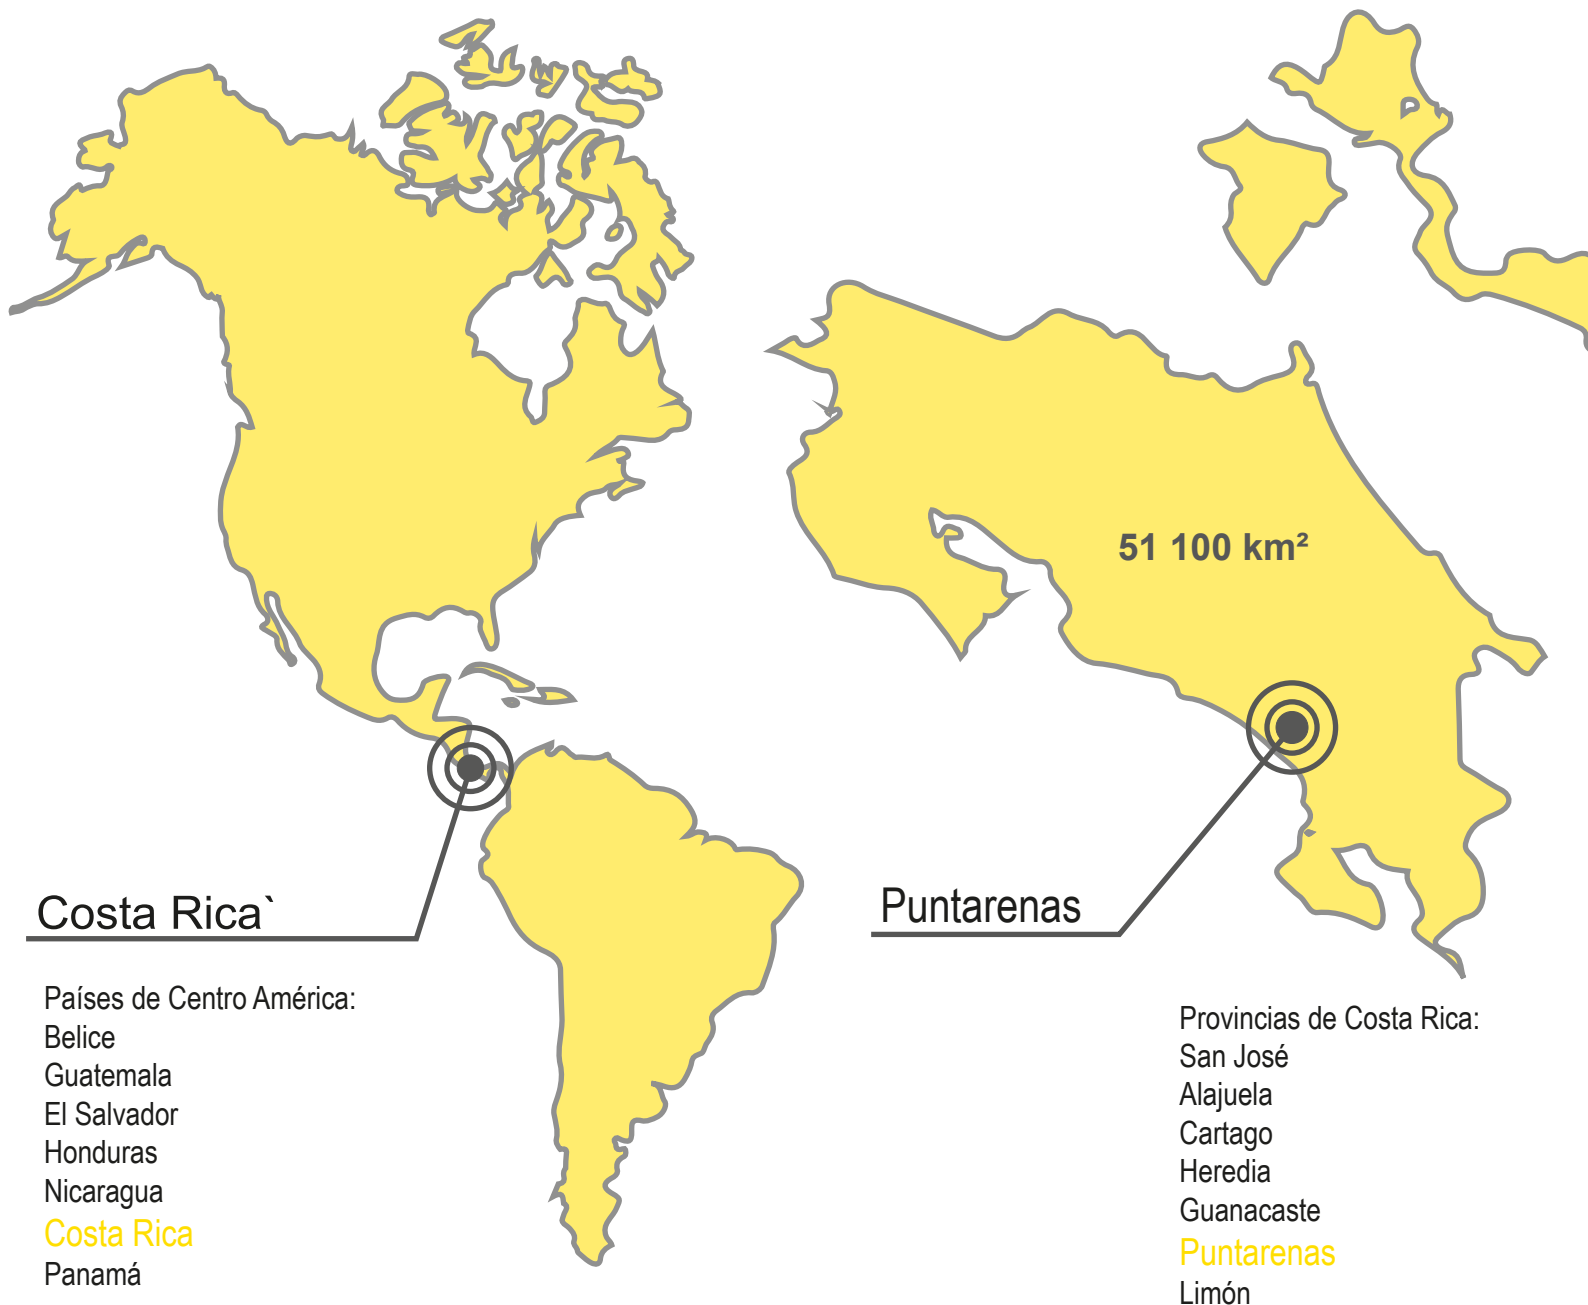 51 100 km²
Costa Rica`
Puntarenas
Países de Centro América:
Belice
Guatemala
El Salvador
Honduras
Nicaragua
Costa Rica
Panamá
Provincias de Costa Rica:
San José
Alajuela
Cartago
Heredia
Guanacaste
Puntarenas
Limón